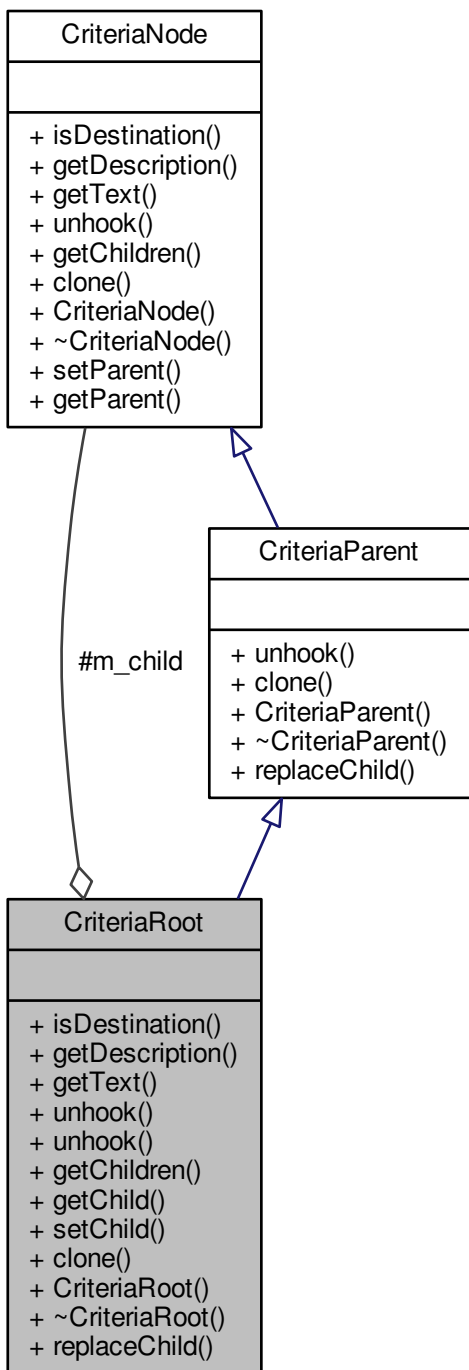 CriteriaNode
+ isDestination()
+ getDescription()
+ getText()
+ unhook()
+ getChildren()
+ clone()
+ CriteriaNode()
+ ~CriteriaNode()
+ setParent()
+ getParent()
CriteriaParent
+ unhook()
+ clone()
+ CriteriaParent()
+ ~CriteriaParent()
+ replaceChild()
#m_child
CriteriaRoot
+ isDestination()
+ getDescription()
+ getText()
+ unhook()
+ unhook()
+ getChildren()
+ getChild()
+ setChild()
+ clone()
+ CriteriaRoot()
+ ~CriteriaRoot()
+ replaceChild()